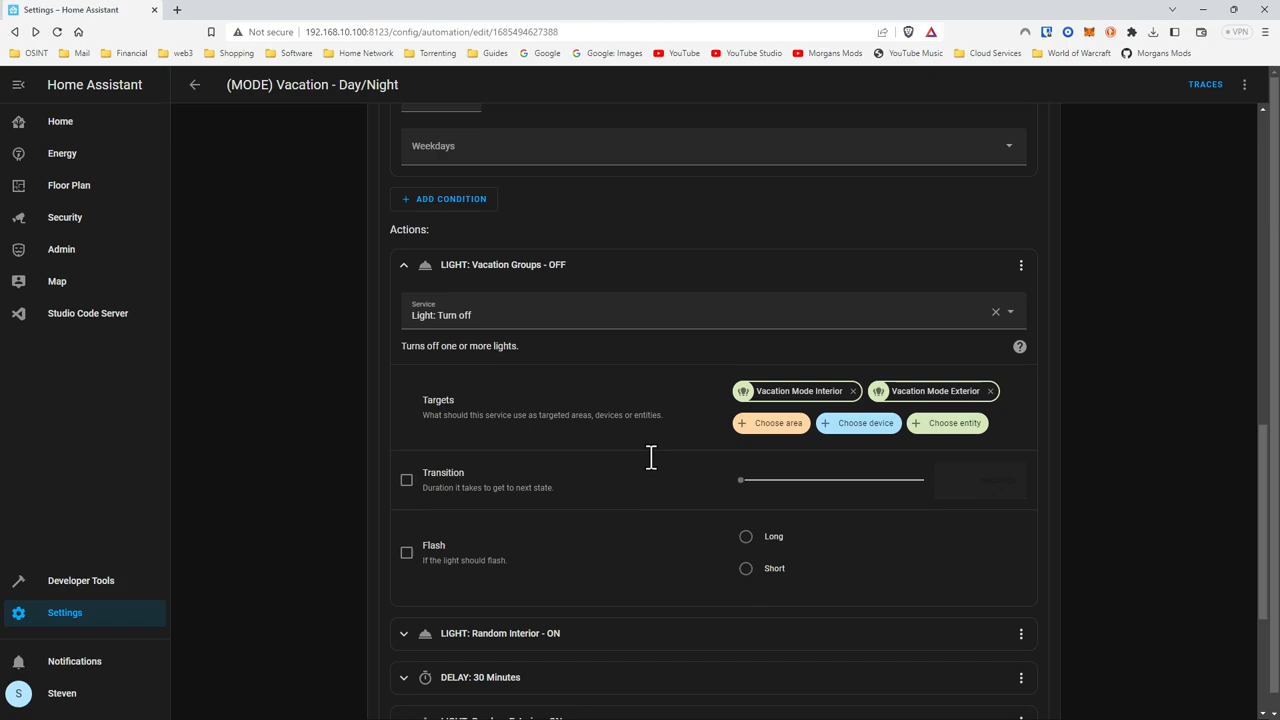 Settings – Home Assistant
Not secure
192.168.10.100:8123/config/automation/edit/1685494627388
VPN
OSINT
Mail
Financial
web3
Shopping
Software
Home Network
Torrenting
Guides
Google
Google: Images
YouTube
YouTube Studio
Morgans Mods
YouTube Music
Cloud Services
World of Warcraft
Morgans Mods
Home Assistant
(MODE) Vacation - Day/Night
TRACES
Home
Energy
Floor Plan
Security
Admin
Map
Studio Code Server
Developer Tools
Settings
Notifications
S
Steven
Weekdays
+ ADD CONDITION
Actions:
LIGHT: Vacation Groups - OFF
Service
Light: Turn off
Turns off one or more lights.
Targets
What should this service use as targeted areas, devices or entities.
Vacation Mode Interior
Vacation Mode Exterior
+ Choose area
+ Choose device
+ Choose entity
Transition
Duration it takes to get to next state.
seconds
Flash
If the light should flash.
Long
Short
LIGHT: Random Interior - ON
DELAY: 30 Minutes